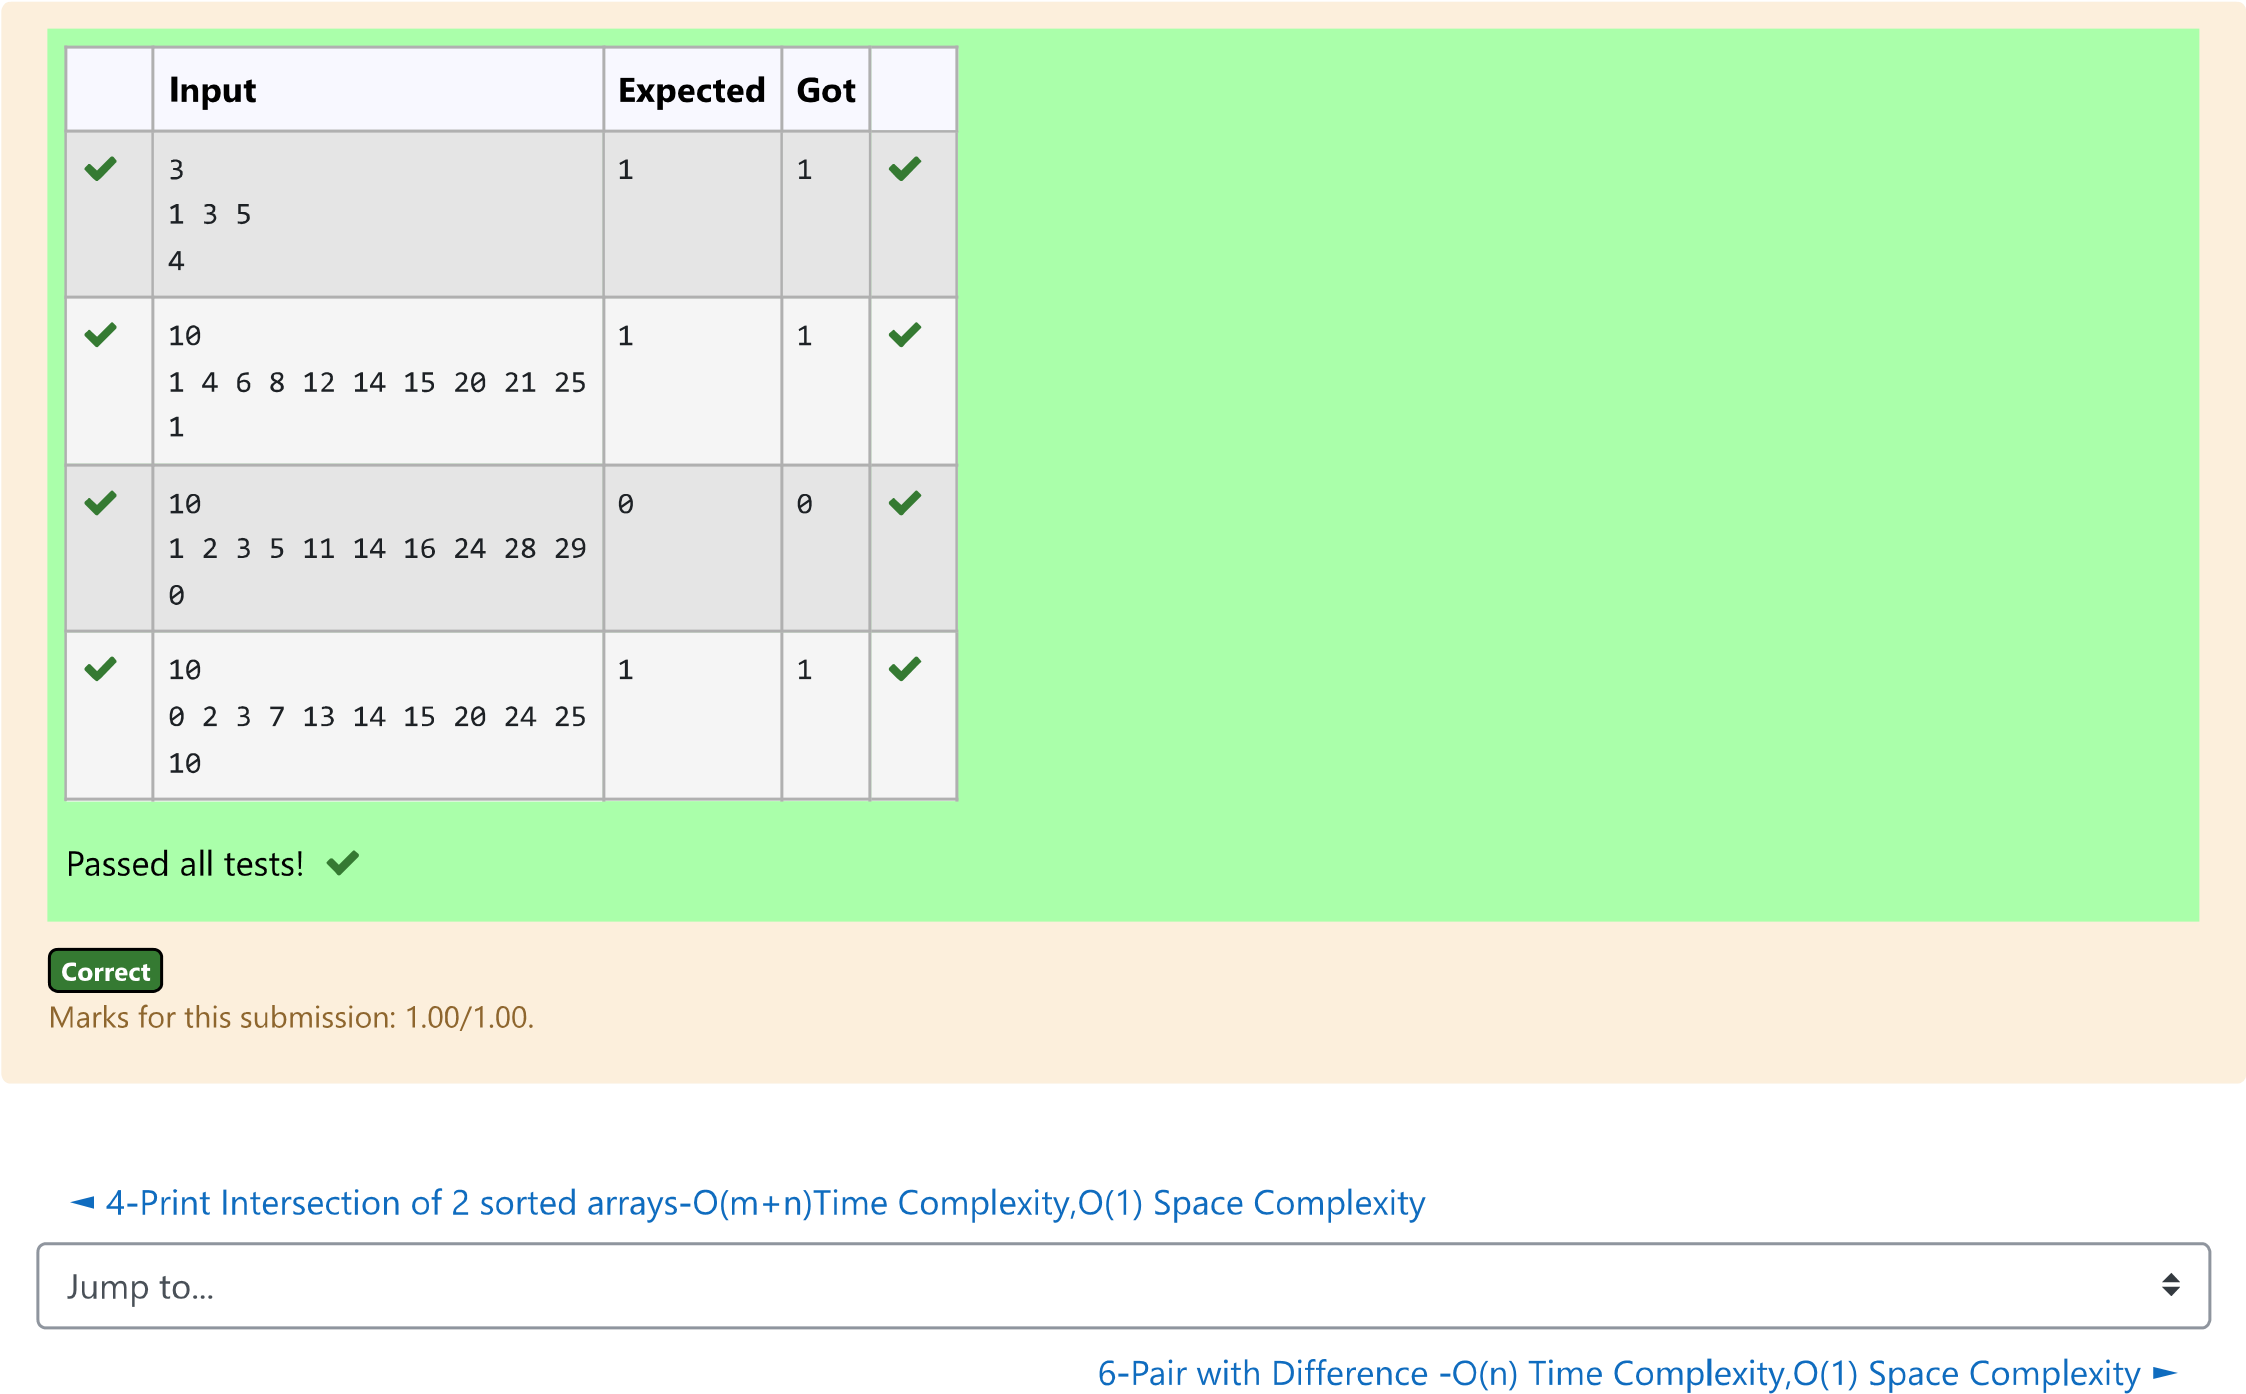 Input Expected Got
3 1 1
1 3 5
4
10 1 1
1 4 6 8 12 14 15 20 21 25
1
10 0 0
1 2 3 5 11 14 16 24 28 29
0
10 1 1
0 2 3 7 13 14 15 20 24 25
10
Passed all tests!
Correct
Marks for this submission: 1.00/1.00.
◄ 4-Print Intersection of 2 sorted arrays-O(m+n)Time Complexity,O(1) Space Complexity
Jump to...
6-Pair with Difference -O(n) Time Complexity,O(1) Space Complexity ►